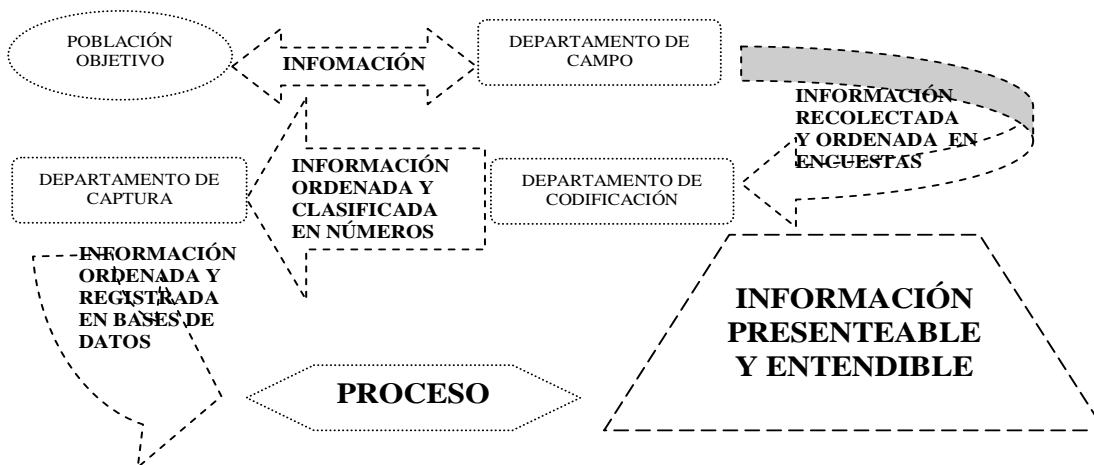 POBLACIÓN
OBJETIVO
INFOMACIÓN
DEPARTAMENTO DE
CAMPO
INFORMACIÓN
RECOLECTADA
Y ORDENADA EN
ENCUESTAS
DEPARTAMENTO DE
CODIFICACIÓN
INFORMACIÓN
ORDENADA Y
CLASIFICADA
EN NÚMEROS
DEPARTAMENTO DE
CAPTURA
INFORMACIÓN
ORDENADA Y
REGISTRADA
EN BASES DE
DATOS
PROCESO
INFORMACIÓN
PRESENTEABLE
Y ENTENDIBLE